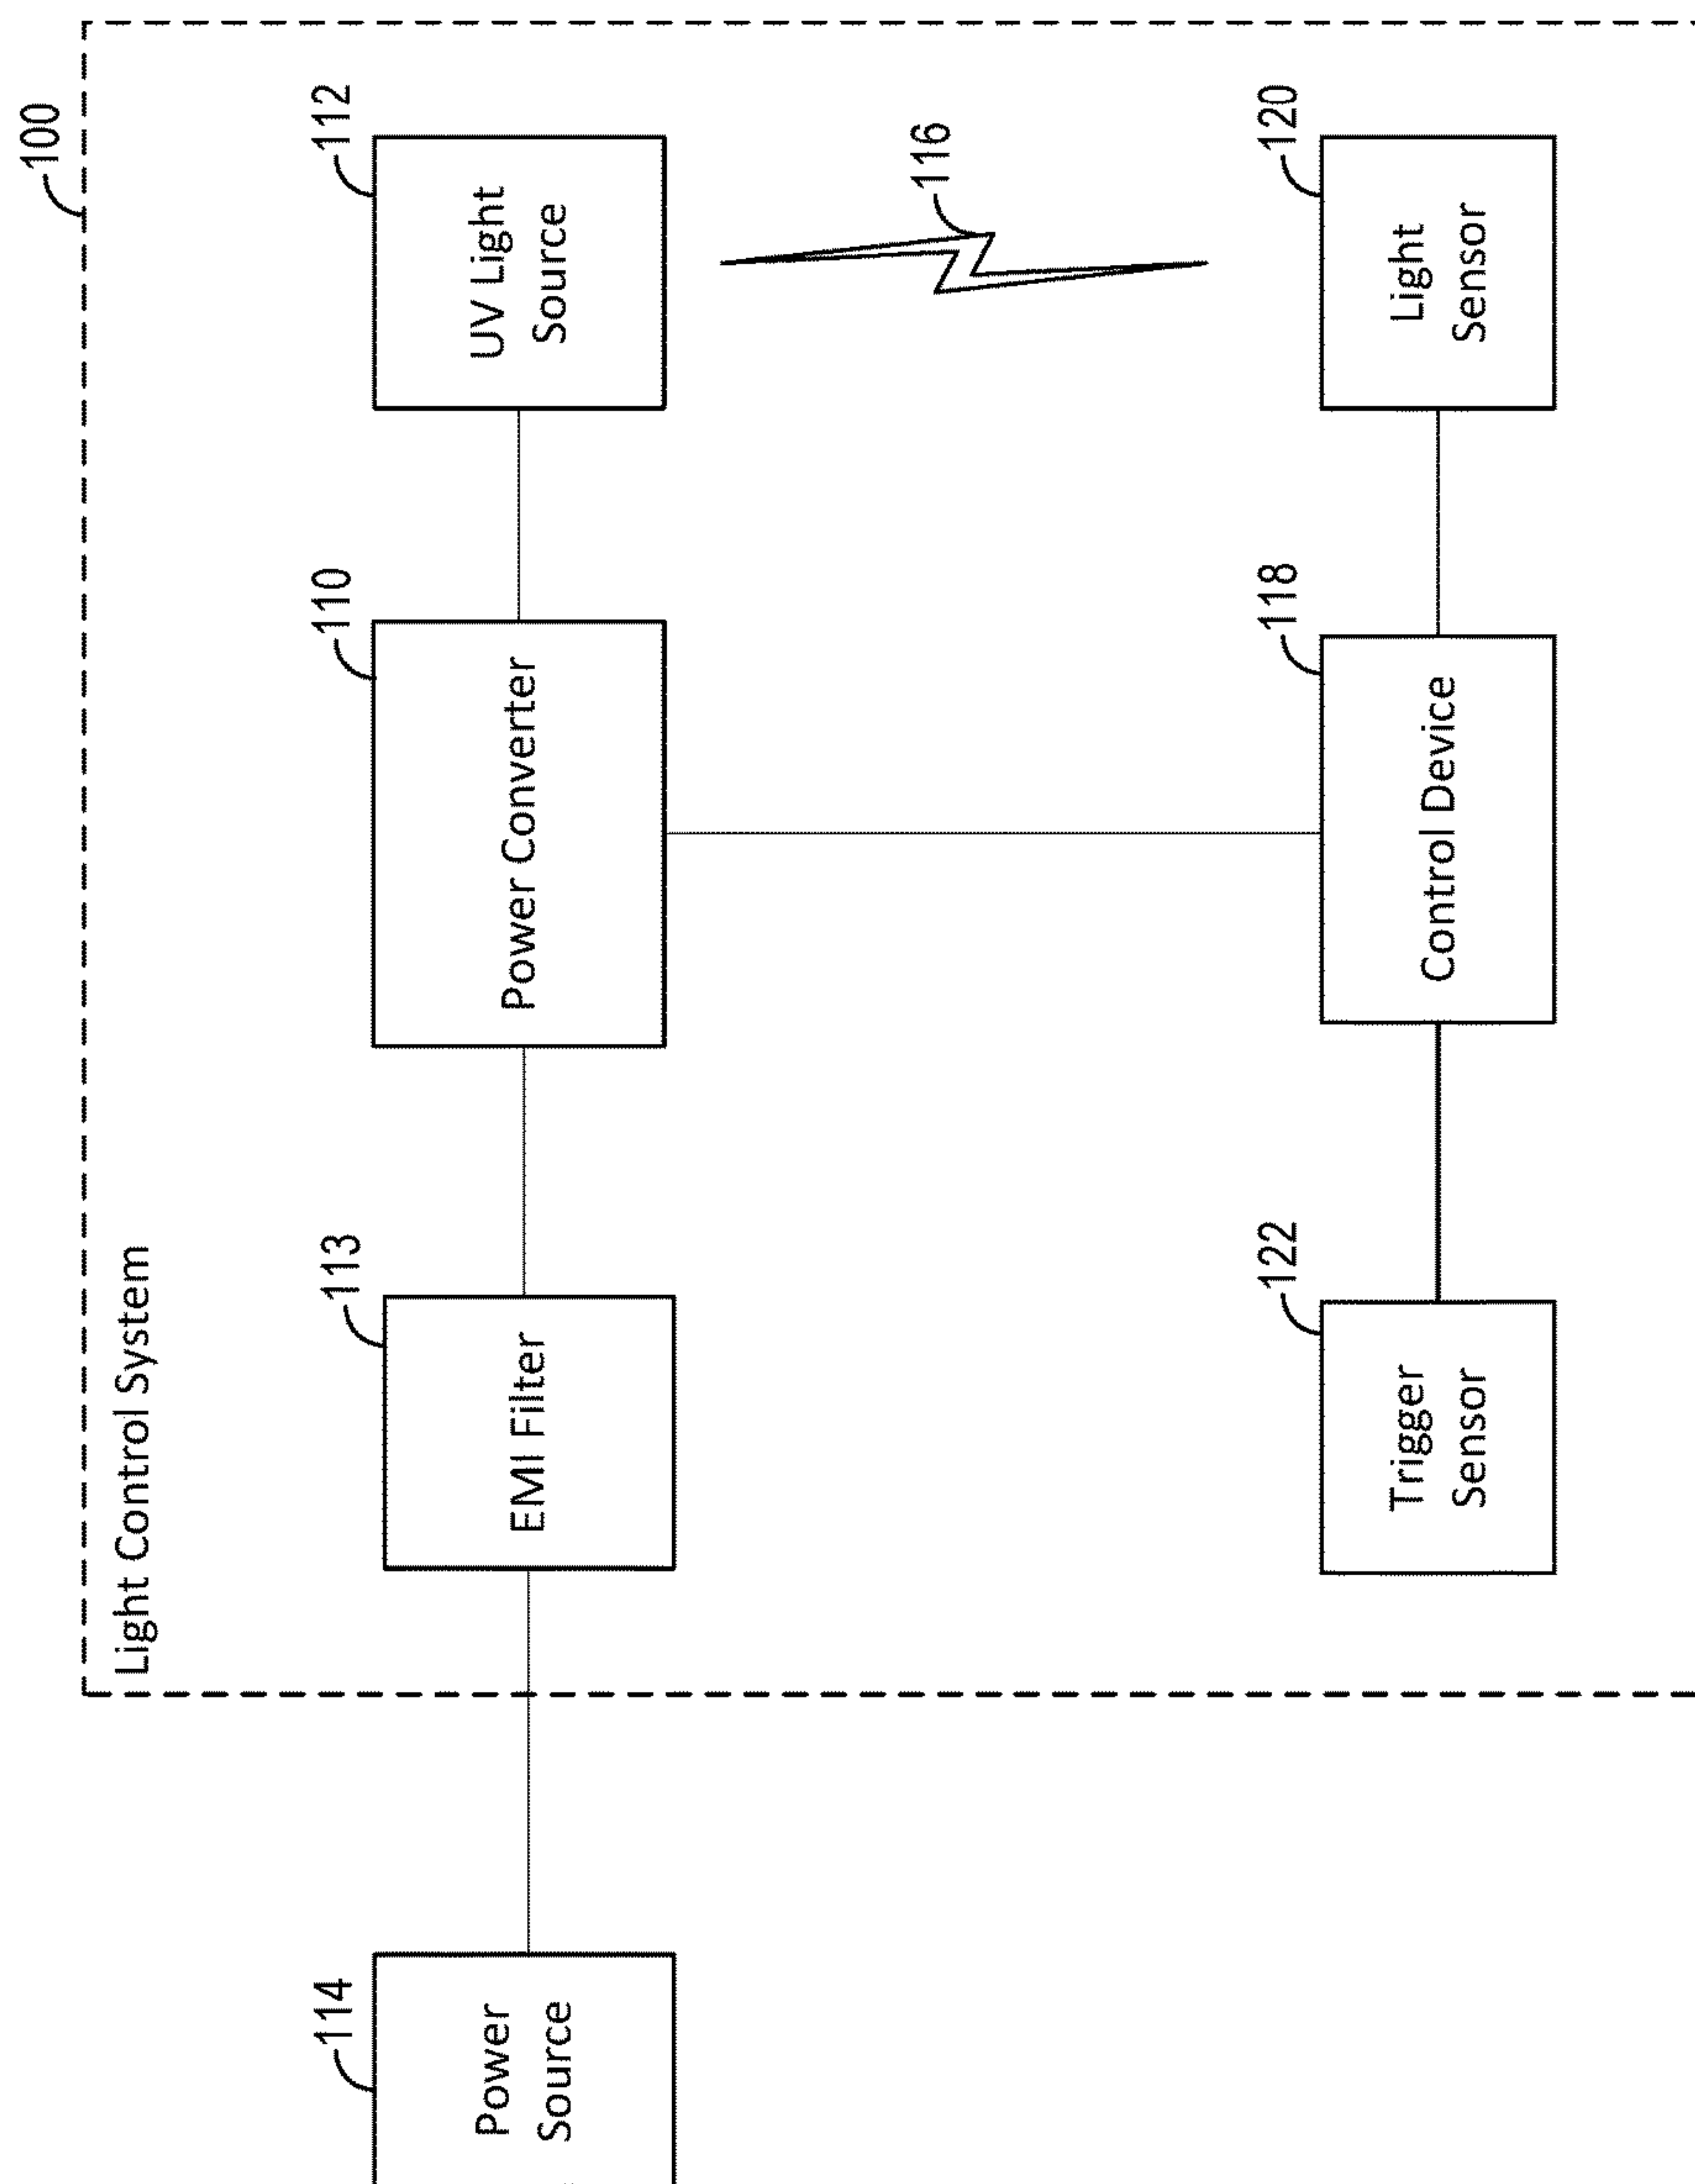 100
Light Control System
114
Power
Source
113
EMI Filter
110
Power Converter
112
UV Light
Source
116
122
Trigger
Sensor
118
Control Device
120
Light
Sensor